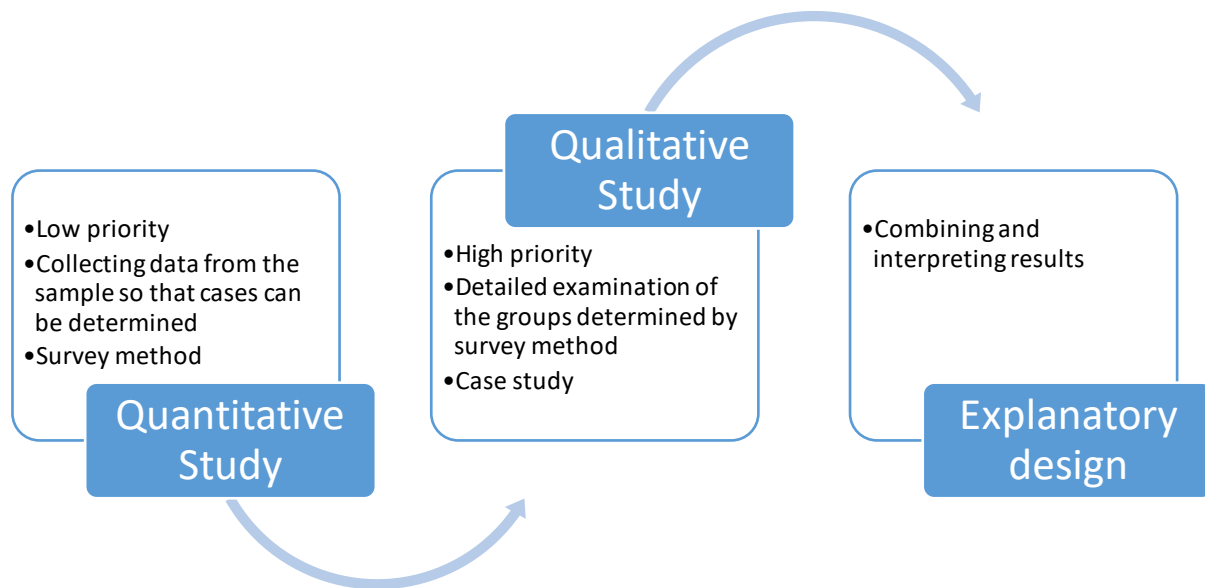 •Low priority
•Collecting data from the
sample so that cases can
be determined
•Survey method
Quantitative
Study
Qualitative
Study
•High priority
•Detailed examination of
the groups determined by
survey method
•Case study
•Combining and
interpreting results
Explanatory
design